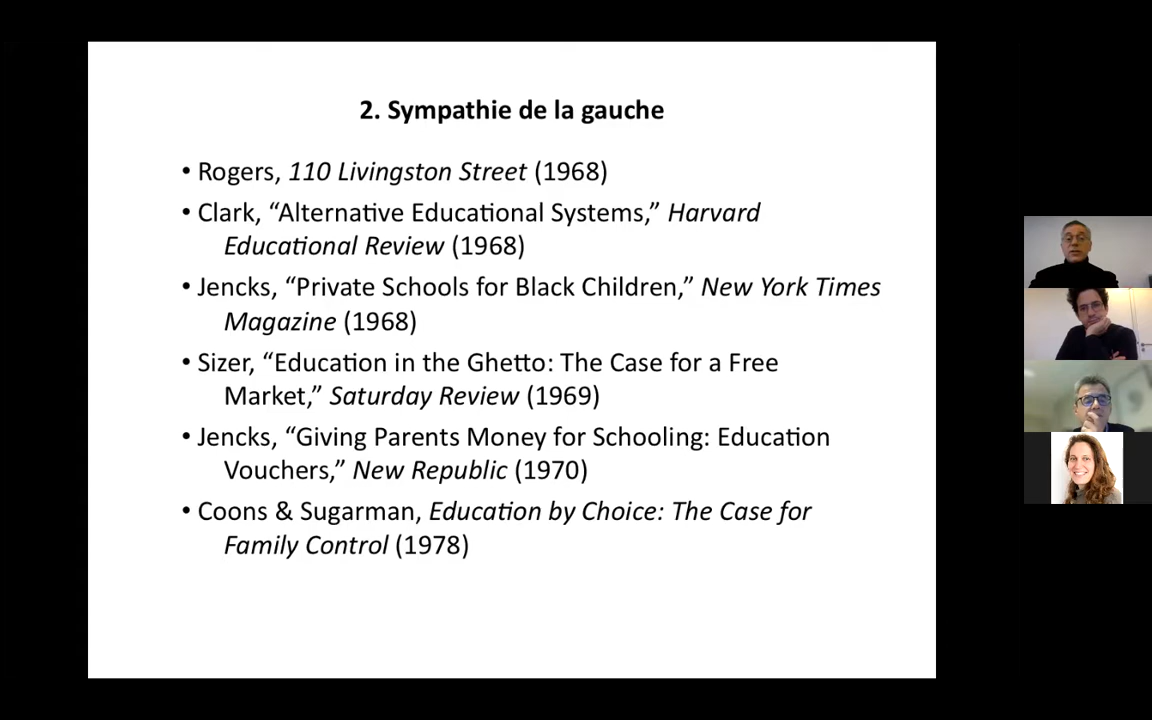 2. Sympathie de la gauche
• Rogers, 110 Livingston Street (1968)
• Clark, “Alternative Educational Systems,” Harvard
Educational Review (1968)
• Jencks, “Private Schools for Black Children,” New York Times
Magazine (1968)
• Sizer, “Education in the Ghetto: The Case for a Free
Market,” Saturday Review (1969)
• Jencks, “Giving Parents Money for Schooling: Education
Vouchers,” New Republic (1970)
• Coons & Sugarman, Education by Choice: The Case for
Family Control (1978)